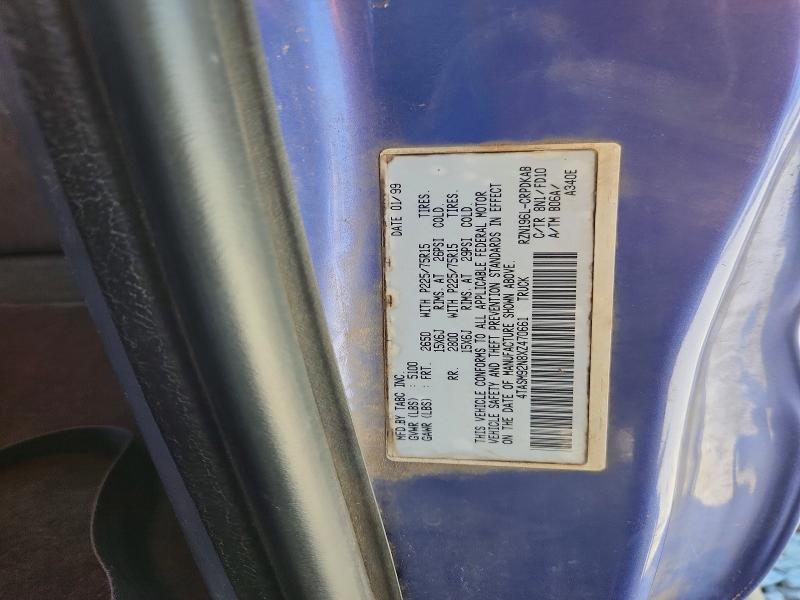 MFD.BY TABC INC. DATE 01/99
GVWR (LBS) : 5100
GAWR (LBS) : FRT. 2650 WITH P225/75R15 TIRES.
15X6J RIMS. AT 26PSI COLD.
RR. 2800 WITH P225/75R15 TIRES.
15X6J RIMS. AT 29PSI COLD.
THIS VEHICLE CONFORMS TO ALL APPLICABLE FEDERAL MOTOR
VEHICLE SAFETY AND THEFT PREVENTION STANDARDS IN EFFECT
ON THE DATE OF MANUFACTURE SHOWN ABOVE.
4TASM92N8XZ470661 TRUCK RZN196L-CRPDKAB
C/TR 8N1/FD10
A/TM B06A/
A340E